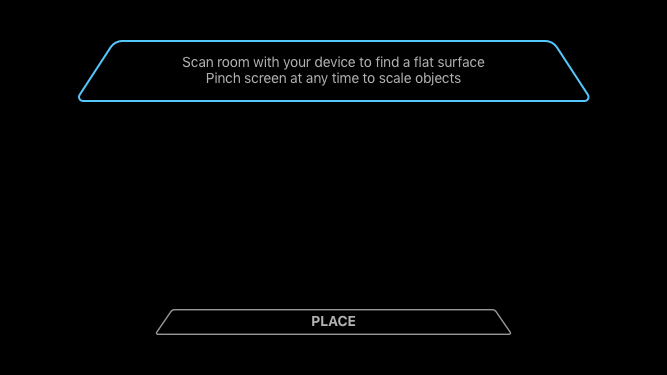 Scan room with your device to find a flat surface
Pinch screen at any time to scale objects
PLACE